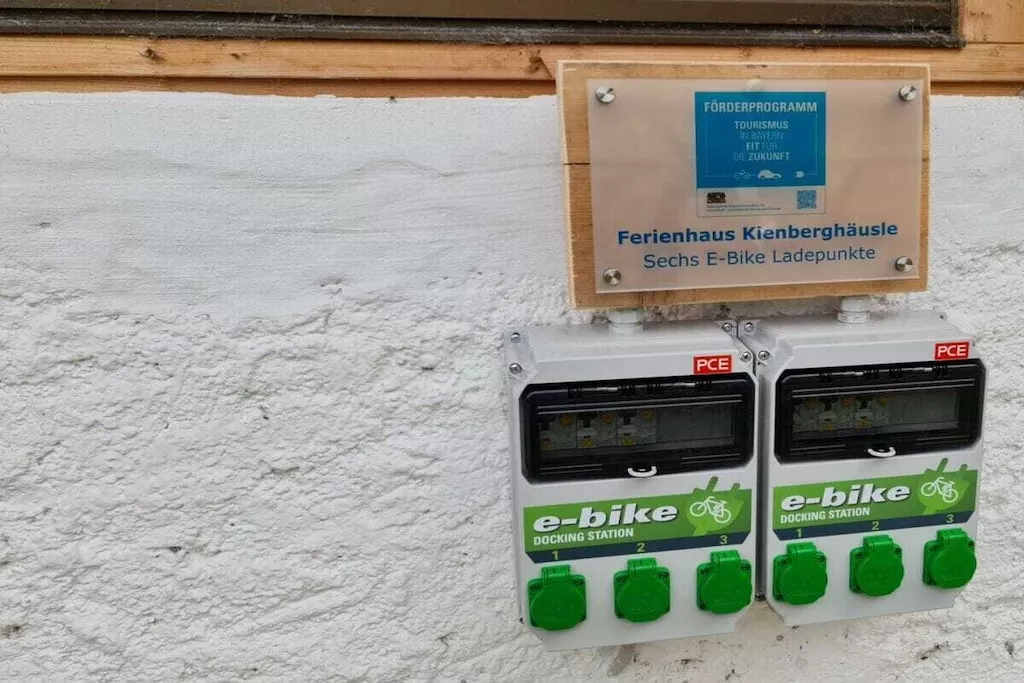 FÖRDERPROGRAMM
TOURISMUS
IN BAYERN
FIT FÜR
DIE ZUKUNFT
Ferienhaus Kienberghäusle
Sechs E-Bike Ladepunkte
PCE
e-bike
DOCKING STATION
1 2 3
PCE
e-bike
DOCKING STATION
1 2 3